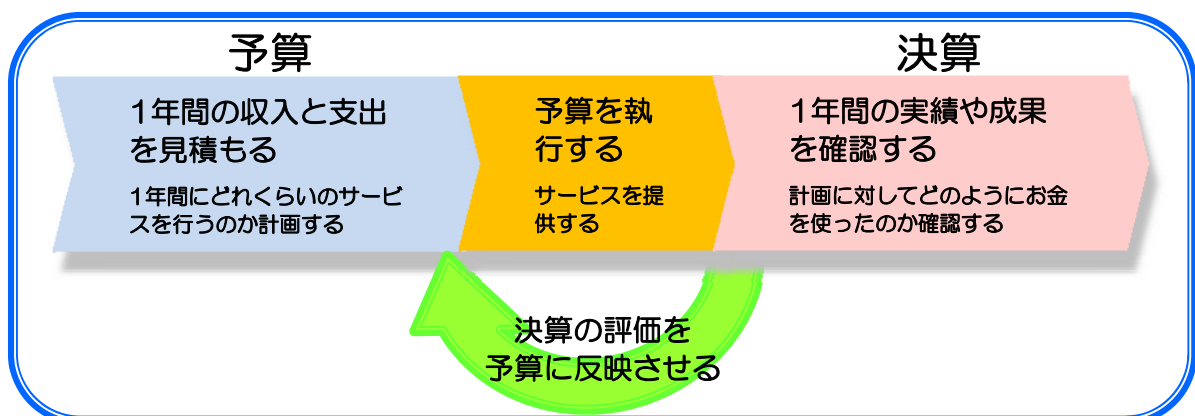 予算
決算
1年間の収入と支出
を見積もる
1年間にどれくらいのサービ
スを行うのか計画する
予算を執
行する
サービスを提
供する
1年間の実績や成果
を確認する
計画に対してどのようにお金
を使ったのか確認する
決算の評価を
予算に反映させる